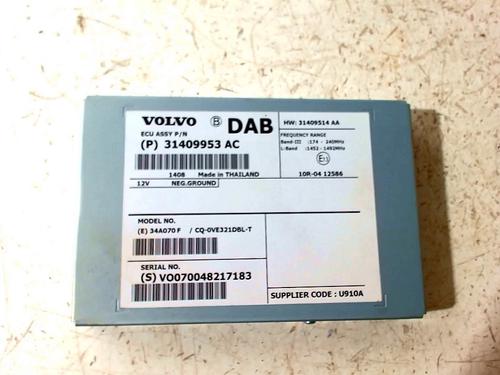 VOLVO B DAB HW: 31409514 AA
ECU ASSY P/N
(P) 31409953 AC
FREQUENCY RANGE
Band-III :174 - 240MHz
L-Band :1452 - 1492MHz
1408 Made in THAILAND
E11
10R-04 12586
12V NEG.GROUND
MODEL NO.
(E) 34A070 F / CQ-0VE321DBL-T
SERIAL NO.
(S) VO070048217183
SUPPLIER CODE : U910A